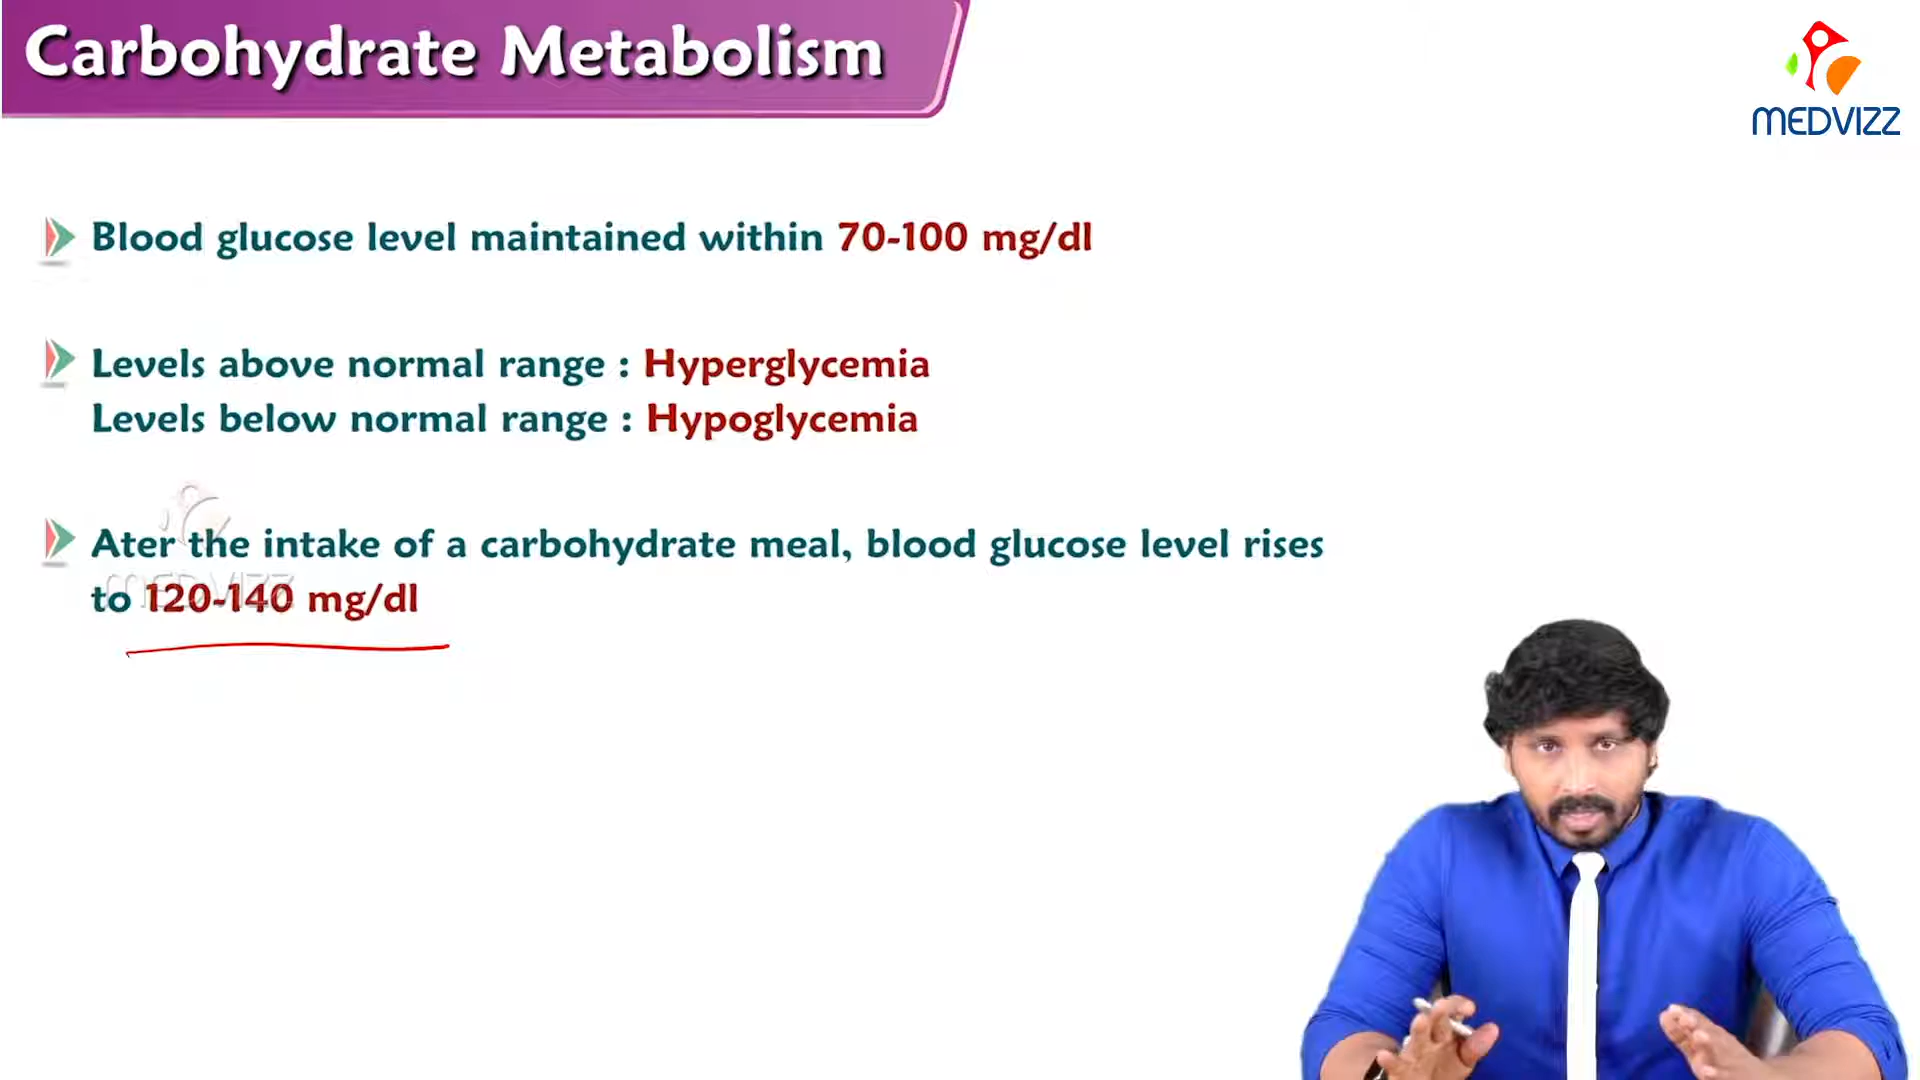 Carbohydrate Metabolism
MEDVIZZ
Blood glucose level maintained within 70-100 mg/dl
Levels above normal range : Hyperglycemia
Levels below normal range : Hypoglycemia
Ater the intake of a carbohydrate meal, blood glucose level rises
to 120-140 mg/dl
MEDVIZZ